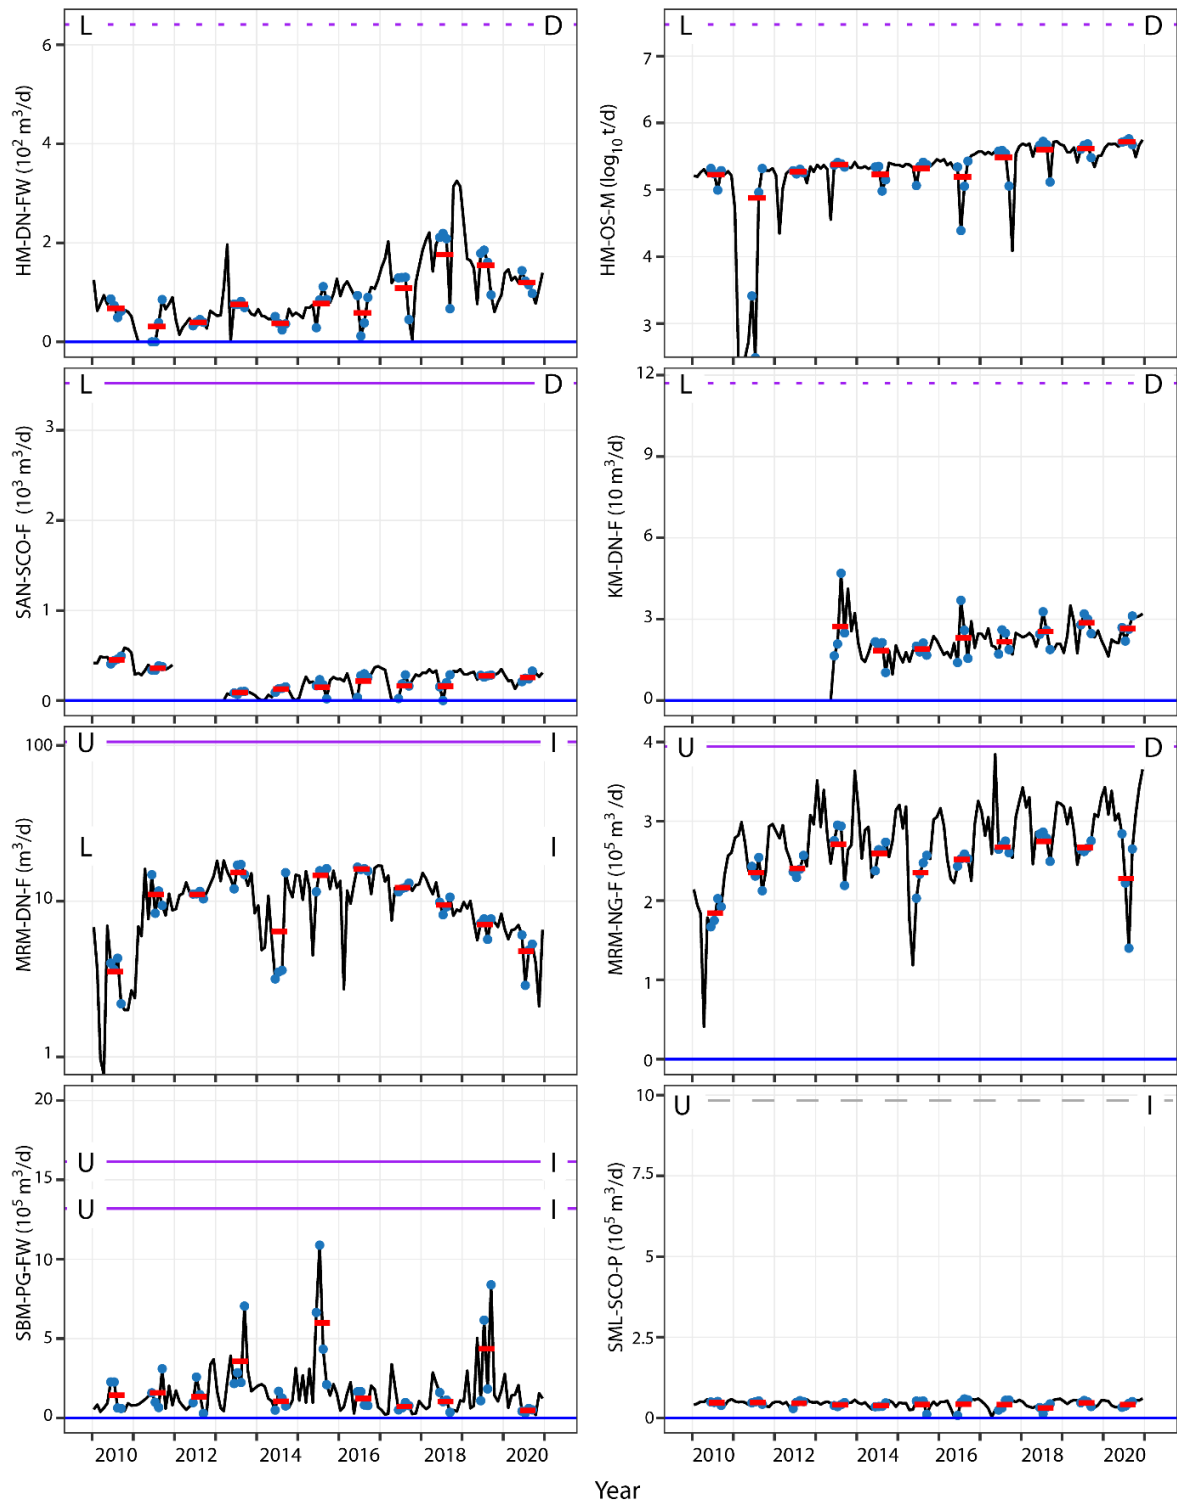 L D
6
4
2
0
HM-DN-FW (10² m³/d)
L D
7
6
5
4
3
HM-OS-M (log₁₀ t/d)
L D
3
2
1
0
SAN-SCO-F (10³ m³/d)
L D
12
9
6
3
0
KM-DN-F (10 m³/d)
U I
L I
100
10
1
MRM-DN-F (m³/d)
U D
4
3
2
1
0
MRM-NG-F (10⁵ m³ /d)
U I
U I
20
15
10
5
0
SBM-PG-FW (10⁵ m³/d)
2010 2012 2014 2016 2018 2020
U I
10
7.5
5
2.5
0
SML-SCO-P (10⁵ m³/d)
2010 2012 2014 2016 2018 2020
Year